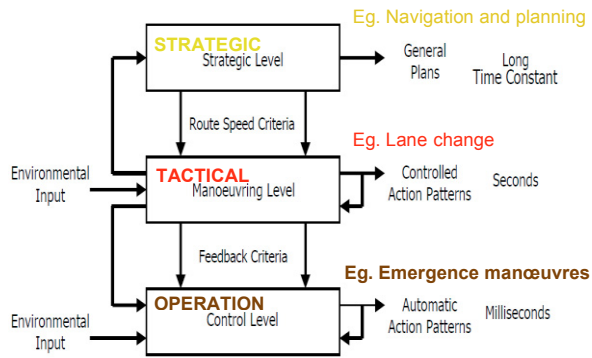 Eg. Navigation and planning
STRATEGIC
Strategic Level
General
Plans
Long
Time Constant
Route Speed Criteria
Eg. Lane change
Environmental
Input
TACTICAL
Manoeuvring Level
Controlled
Action Patterns
Seconds
Feedback Criteria
Eg. Emergence manœuvres
OPERATION
Control Level
Automatic
Action Patterns
Milliseconds
Environmental
Input